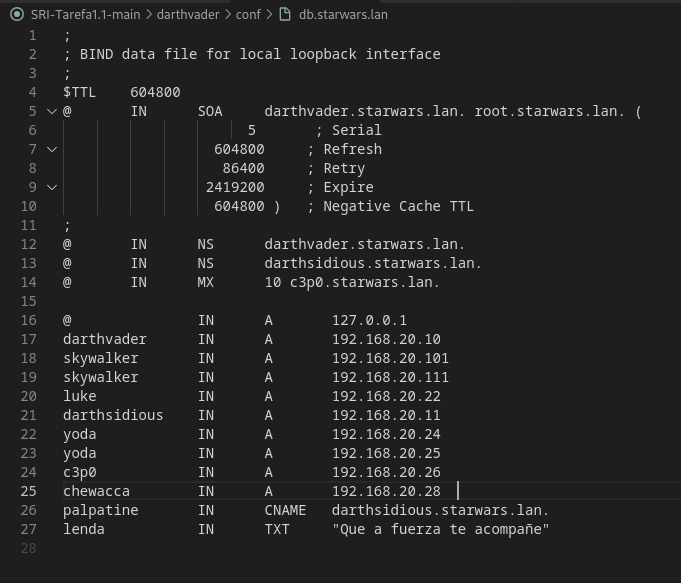 SRI-Tarefa1.1-main > darthvader > conf > db.starwars.lan
1 ;
2 ; BIND data file for local loopback interface
3 ;
4 $TTL 604800
5 @ IN SOA darthvader.starwars.lan. root.starwars.lan. (
6 5 ; Serial
7 604800 ; Refresh
8 86400 ; Retry
9 2419200 ; Expire
10 604800 ) ; Negative Cache TTL
11 ;
12 @ IN NS darthvader.starwars.lan.
13 @ IN NS darthsidious.starwars.lan.
14 @ IN MX 10 c3p0.starwars.lan.
15
16 @ IN A 127.0.0.1
17 darthvader IN A 192.168.20.10
18 skywalker IN A 192.168.20.101
19 skywalker IN A 192.168.20.111
20 luke IN A 192.168.20.22
21 darthsidious IN A 192.168.20.11
22 yoda IN A 192.168.20.24
23 yoda IN A 192.168.20.25
24 c3p0 IN A 192.168.20.26
25 chewacca IN A 192.168.20.28
26 palpatine IN CNAME darthsidious.starwars.lan.
27 lenda IN TXT "Que a fuerza te acompañe"
28